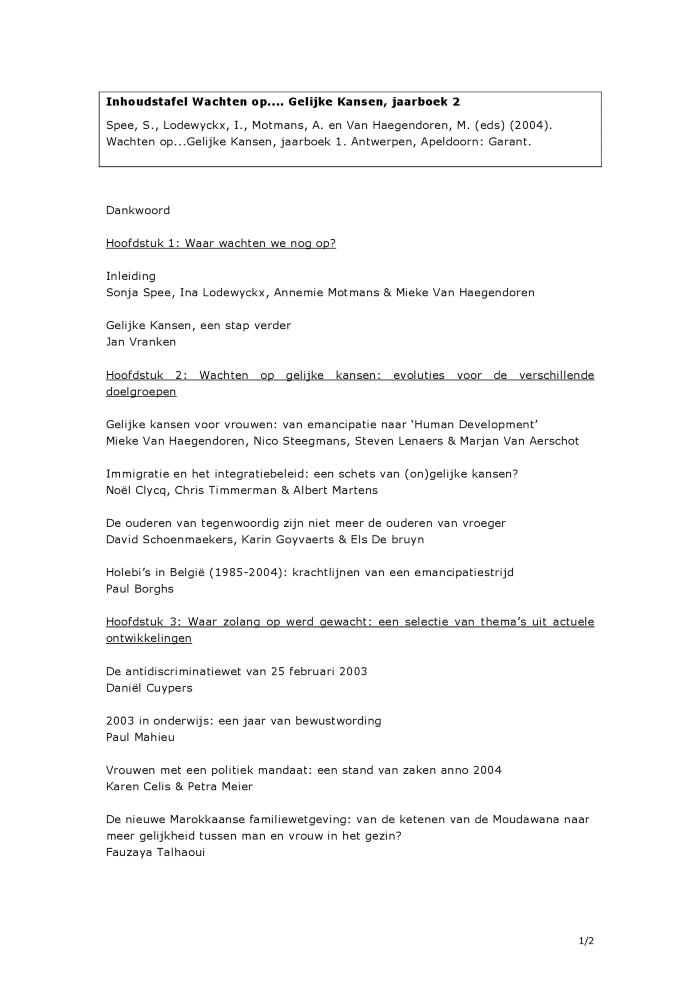 Inhoudstafel Wachten op.... Gelijke Kansen, jaarboek 2
Spee, S., Lodewyckx, I., Motmans, A. en Van Haegendoren, M. (eds) (2004).
Wachten op...Gelijke Kansen, jaarboek 1. Antwerpen, Apeldoorn: Garant.
Dankwoord
Hoofdstuk 1: Waar wachten we nog op?
Inleiding
Sonja Spee, Ina Lodewyckx, Annemie Motmans & Mieke Van Haegendoren
Gelijke Kansen, een stap verder
Jan Vranken
Hoofdstuk 2: Wachten op gelijke kansen: evoluties voor de verschillende
doelgroepen
Gelijke kansen voor vrouwen: van emancipatie naar ‘Human Development’
Mieke Van Haegendoren, Nico Steegmans, Steven Lenaers & Marjan Van Aerschot
Immigratie en het integratiebeleid: een schets van (on)gelijke kansen?
Noël Clycq, Chris Timmerman & Albert Martens
De ouderen van tegenwoordig zijn niet meer de ouderen van vroeger
David Schoenmaekers, Karin Goyvaerts & Els De bruyn
Holebi’s in België (1985-2004): krachtlijnen van een emancipatiestrijd
Paul Borghs
Hoofdstuk 3: Waar zolang op werd gewacht: een selectie van thema’s uit actuele
ontwikkelingen
De antidiscriminatiewet van 25 februari 2003
Daniël Cuypers
2003 in onderwijs: een jaar van bewustwording
Paul Mahieu
Vrouwen met een politiek mandaat: een stand van zaken anno 2004
Karen Celis & Petra Meier
De nieuwe Marokkaanse familiewetgeving: van de ketenen van de Moudawana naar
meer gelijkheid tussen man en vrouw in het gezin?
Fauzaya Talhaoui
1/2